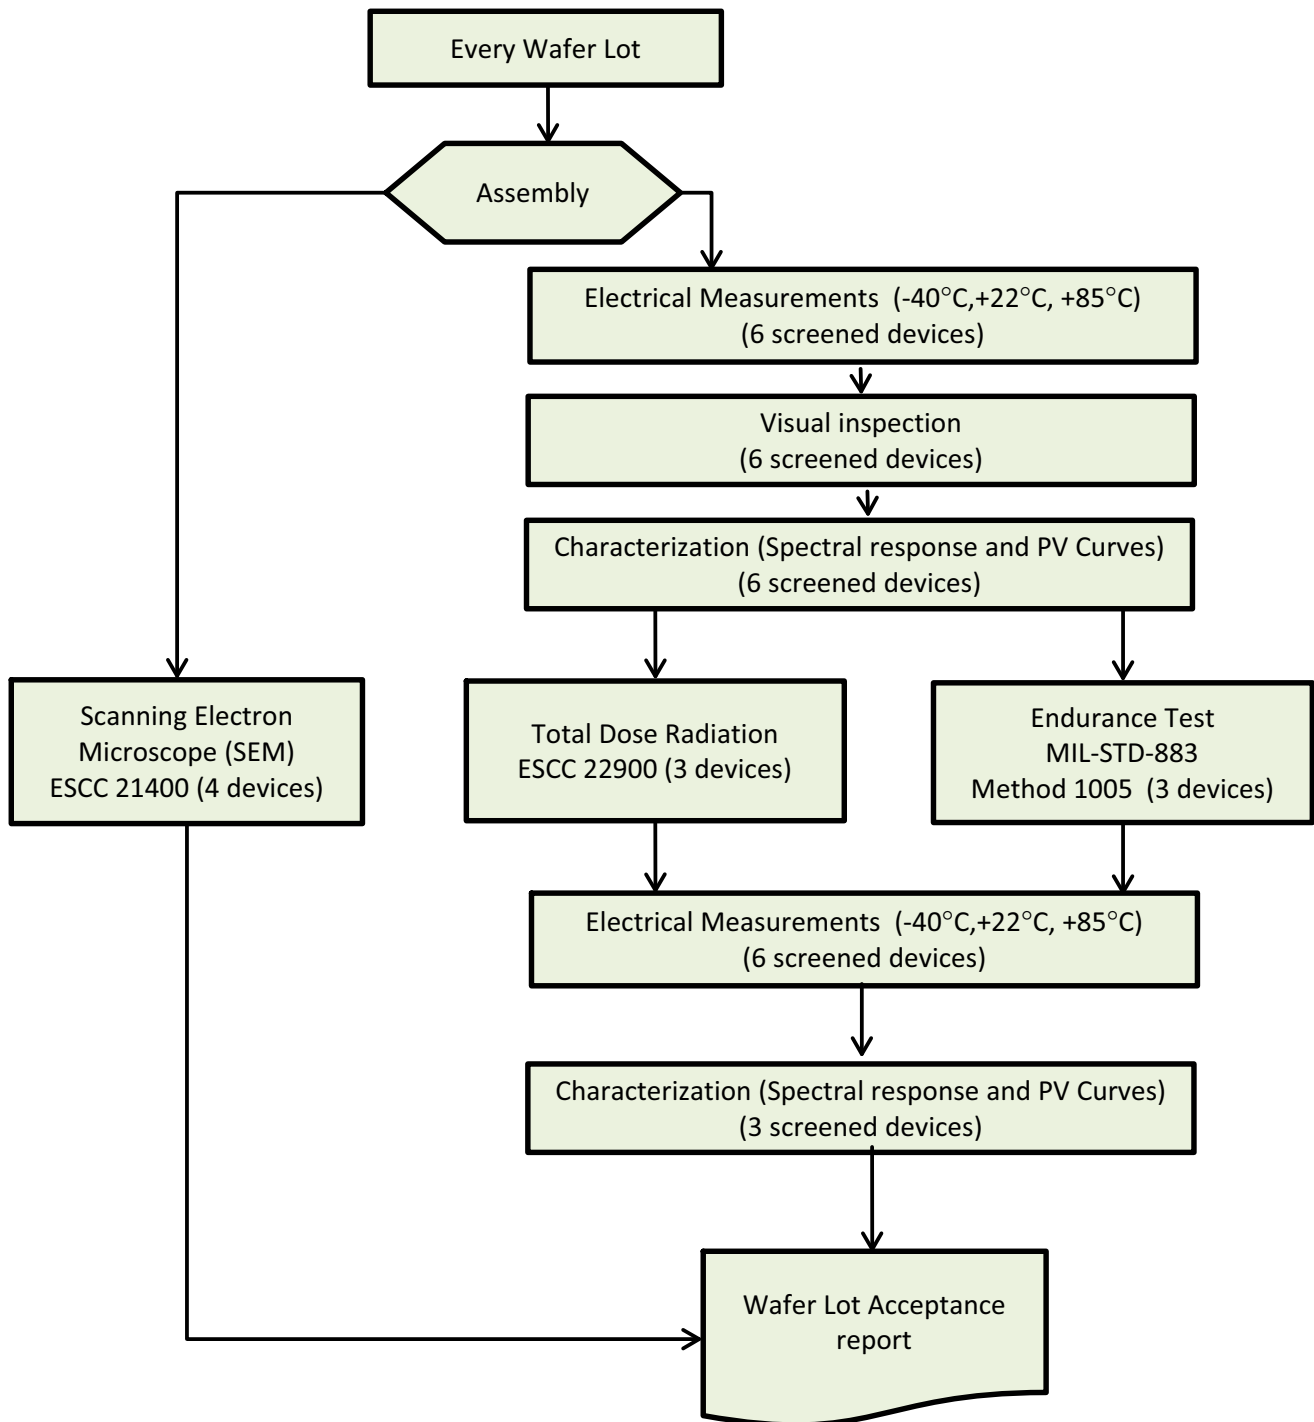 Every Wafer Lot
Assembly
Electrical Measurements  (-40°C,+22°C, +85°C)
(6 screened devices)
Visual inspection
(6 screened devices)
Characterization (Spectral response and PV Curves)
(6 screened devices)
Scanning Electron
Microscope (SEM)
ESCC 21400 (4 devices)
Total Dose Radiation
ESCC 22900 (3 devices)
Endurance Test
MIL-STD-883
Method 1005  (3 devices)
Electrical Measurements  (-40°C,+22°C, +85°C)
(6 screened devices)
Characterization (Spectral response and PV Curves)
(3 screened devices)
Wafer Lot Acceptance
report